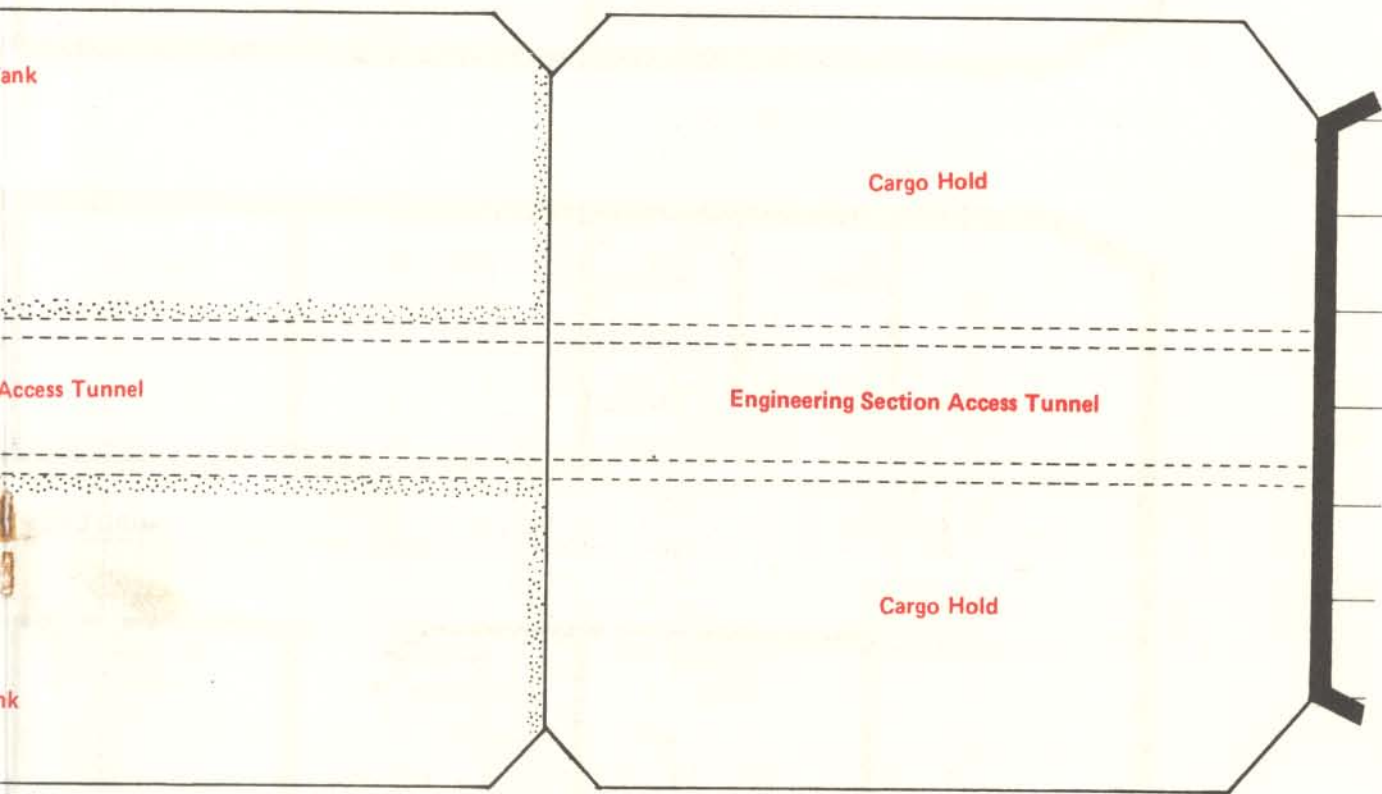 ank
Cargo Hold
Access Tunnel
Engineering Section Access Tunnel
Cargo Hold
nk